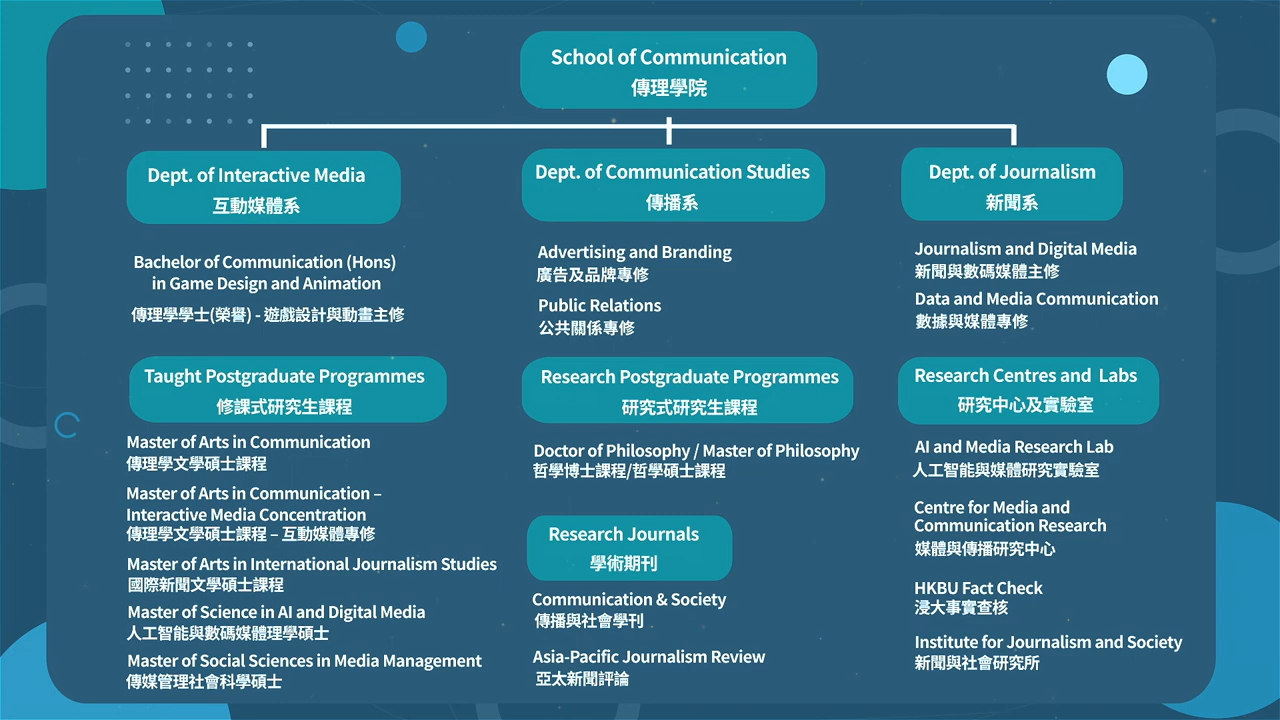 School of Communication
傳理學院
Dept. of Interactive Media
互動媒體系
Bachelor of Communication (Hons)
in Game Design and Animation
傳理學學士(榮譽) - 遊戲設計與動畫主修
Dept. of Communication Studies
傳播系
Advertising and Branding
廣告及品牌專修
Public Relations
公共關係專修
Dept. of Journalism
新聞系
Journalism and Digital Media
新聞與數碼媒體主修
Data and Media Communication
數據與媒體專修
Taught Postgraduate Programmes
修課式研究生課程
Master of Arts in Communication
傳理學文學碩士課程
Master of Arts in Communication –
Interactive Media Concentration
傳理學文學碩士課程 – 互動媒體專修
Master of Arts in International Journalism Studies
國際新聞文學碩士課程
Master of Science in AI and Digital Media
人工智能與數碼媒體理學碩士
Master of Social Sciences in Media Management
傳媒管理社會科學碩士
Research Postgraduate Programmes
研究式研究生課程
Doctor of Philosophy / Master of Philosophy
哲學博士課程/哲學碩士課程
Research Journals
學術期刊
Communication & Society
傳播與社會學刊
Asia-Pacific Journalism Review
亞太新聞評論
Research Centres and Labs
研究中心及實驗室
AI and Media Research Lab
人工智能與媒體研究實驗室
Centre for Media and
Communication Research
媒體與傳播研究中心
HKBU Fact Check
浸大事實查核
Institute for Journalism and Society
新聞與社會研究所